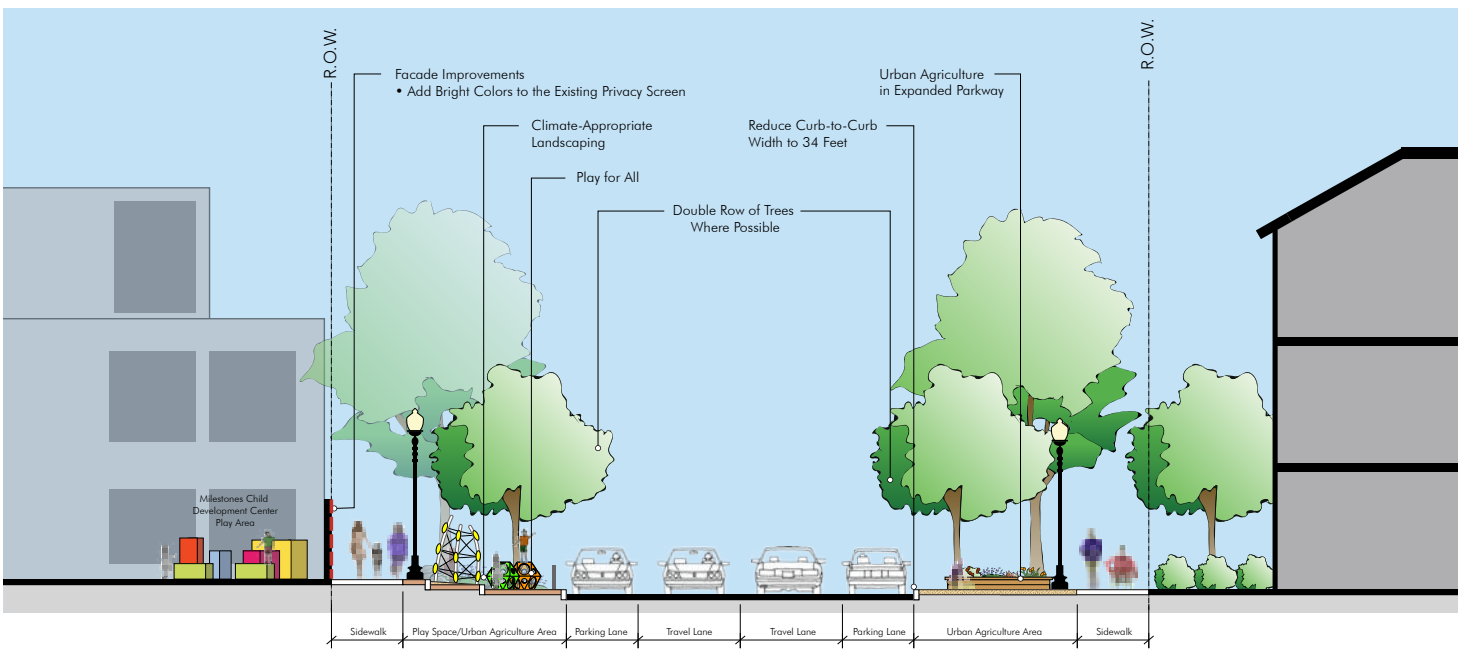 R.O.W.
R.O.W.
Facade Improvements
• Add Bright Colors to the Existing Privacy Screen
Urban Agriculture
in Expanded Parkway
Climate-Appropriate
Landscaping
Reduce Curb-to-Curb
Width to 34 Feet
Play for All
Double Row of Trees
Where Possible
Milestones Child
Development Center
Play Area
Sidewalk
Play Space/Urban Agriculture Area
Parking Lane
Travel Lane
Travel Lane
Parking Lane
Urban Agriculture Area
Sidewalk